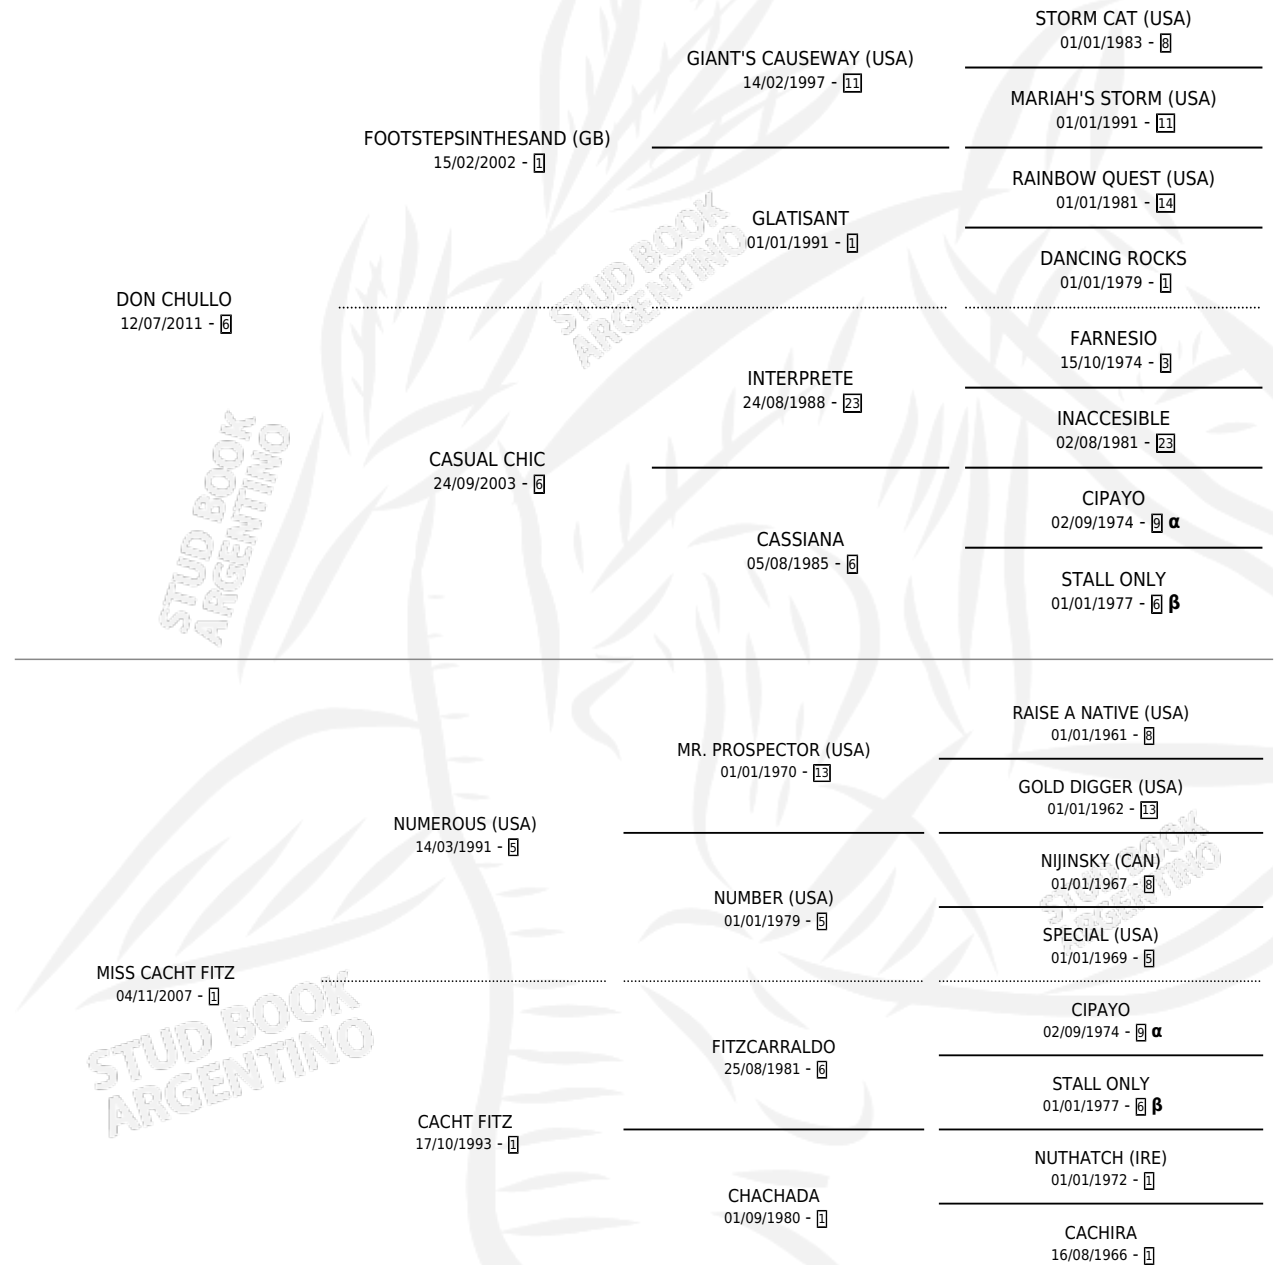 STORM CAT (USA)
01/01/1983 - 8
GIANT'S CAUSEWAY (USA)
14/02/1997 - 11
MARIAH'S STORM (USA)
01/01/1991 - 11
FOOTSTEPSINTHESAND (GB)
15/02/2002 - 1
RAINBOW QUEST (USA)
01/01/1981 - 14
GLATISANT
01/01/1991 - 1
DANCING ROCKS
01/01/1979 - 1
DON CHULLO
12/07/2011 - 6
FARNESIO
15/10/1974 - 3
INTERPRETE
24/08/1988 - 23
INACCESIBLE
02/08/1981 - 23
CASUAL CHIC
24/09/2003 - 6
CIPAYO
02/09/1974 - 9 α
CASSIANA
05/08/1985 - 6
STALL ONLY
01/01/1977 - 6 β
RAISE A NATIVE (USA)
01/01/1961 - 8
MR. PROSPECTOR (USA)
01/01/1970 - 13
GOLD DIGGER (USA)
01/01/1962 - 13
NUMEROUS (USA)
14/03/1991 - 5
NIJINSKY (CAN)
01/01/1967 - 8
NUMBER (USA)
01/01/1979 - 5
SPECIAL (USA)
01/01/1969 - 5
MISS CACHT FITZ
04/11/2007 - 1
CIPAYO
02/09/1974 - 9 α
FITZCARRALDO
25/08/1981 - 6
STALL ONLY
01/01/1977 - 6 β
CACHT FITZ
17/10/1993 - 1
NUTHATCH (IRE)
01/01/1972 - 1
CHACHADA
01/09/1980 - 1
CACHIRA
16/08/1966 - 1
STUD BOOK
ARGENTINO
STUD BOOK
ARGENTINO
STUD BOOK
ARGENTINO
STUD BOOK
ARGENTINO